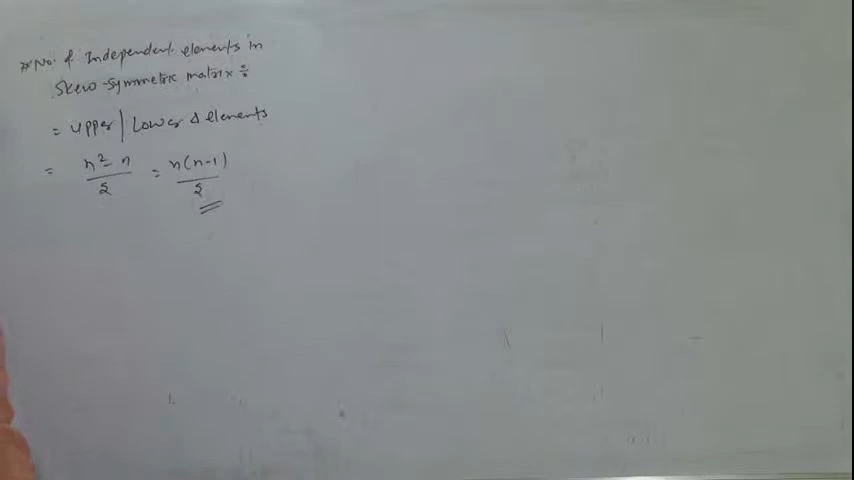 * No. of Independent elements in
Skew-Symmetric matrix :-
= upper | Lower Δ elements
= n² - n / 2 = n(n-1) / 2